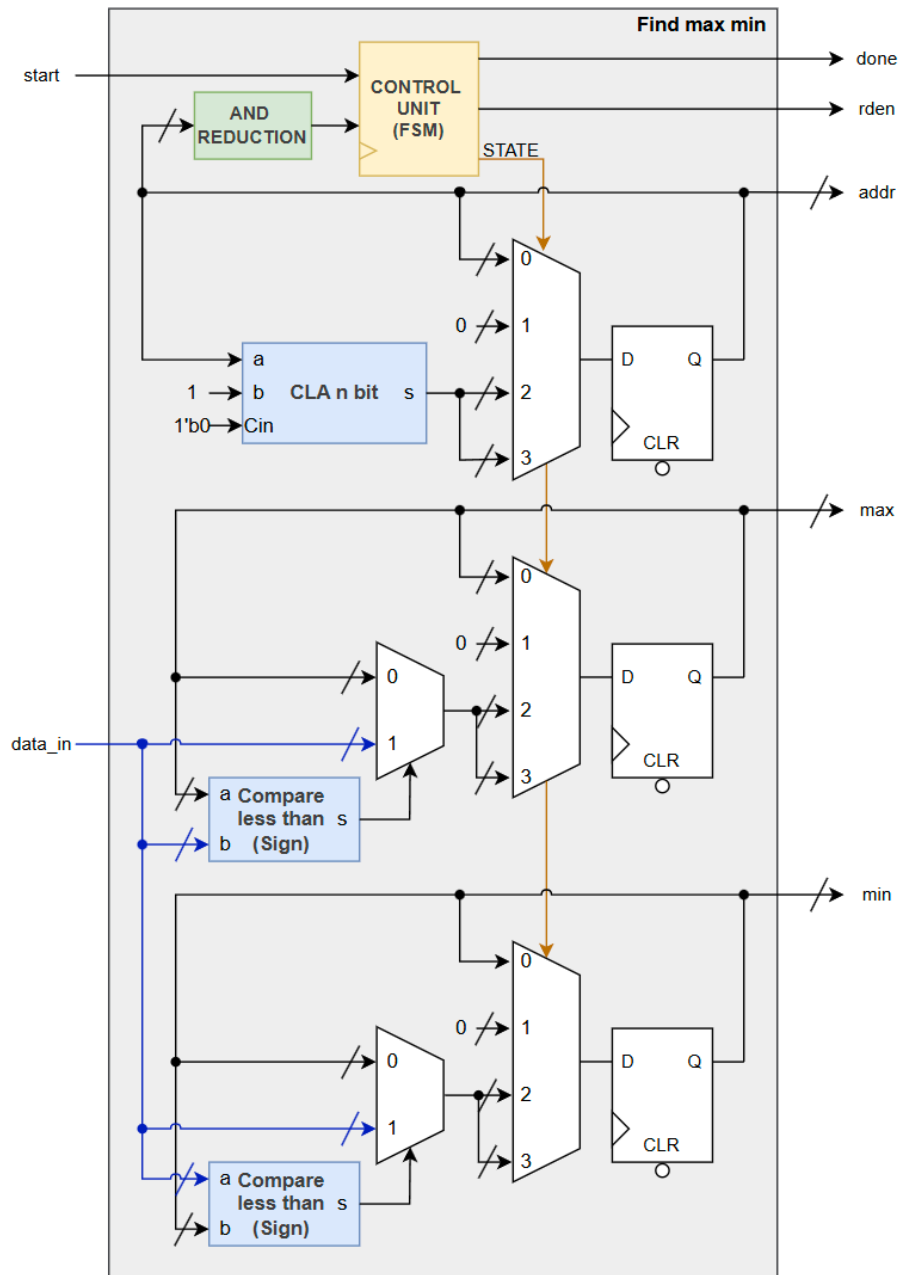 Find max min
start
done
CONTROL
UNIT
(FSM)
AND
REDUCTION
rden
STATE
addr
0
0
1
a
1
b
CLA n bit
s
2
1'b0
Cin
3
D
Q
CLR
max
0
0
1
0
2
data_in
1
3
a
Compare
less than
(Sign)
s
b
D
Q
CLR
min
0
0
1
0
2
1
3
a
Compare
less than
(Sign)
s
b
D
Q
CLR